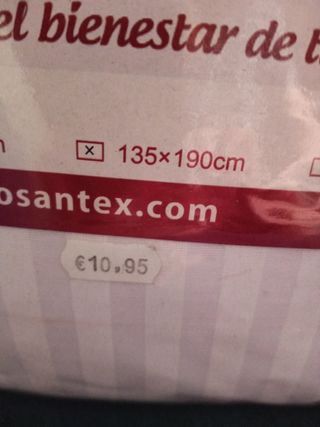 el bienestar de
135×190cm
osantex.com
€10,95